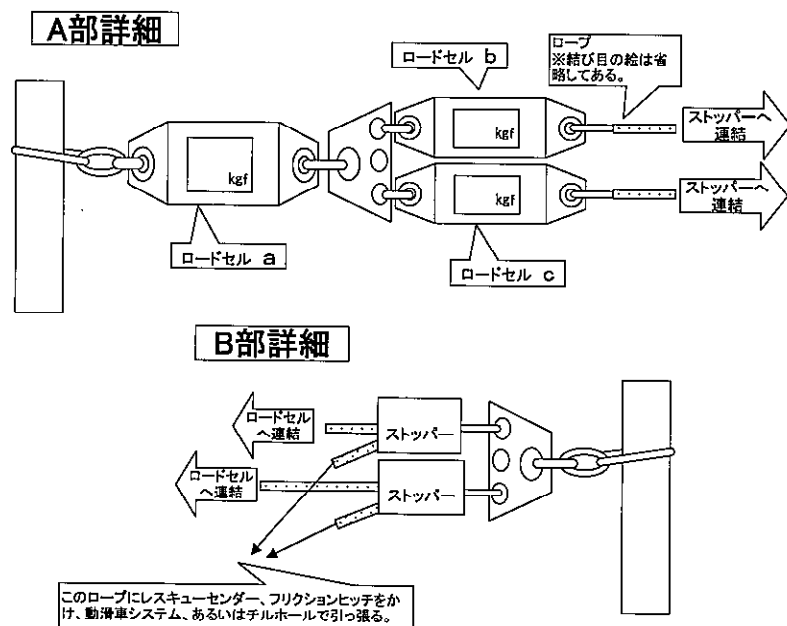 A部詳細
ロードセル b
ロープ
※結び目の絵は省
略してある。
kgf
ストッパーへ
連結
kgf
kgf
ストッパーへ
連結
ロードセル a
ロードセル c
B部詳細
ロードセル
へ連結
ストッパー
ロードセル
へ連結
ストッパー
このロープにレスキューセンダー、フリクションヒッチをか
け、動滑車システム、あるいはチルホールで引っ張る。